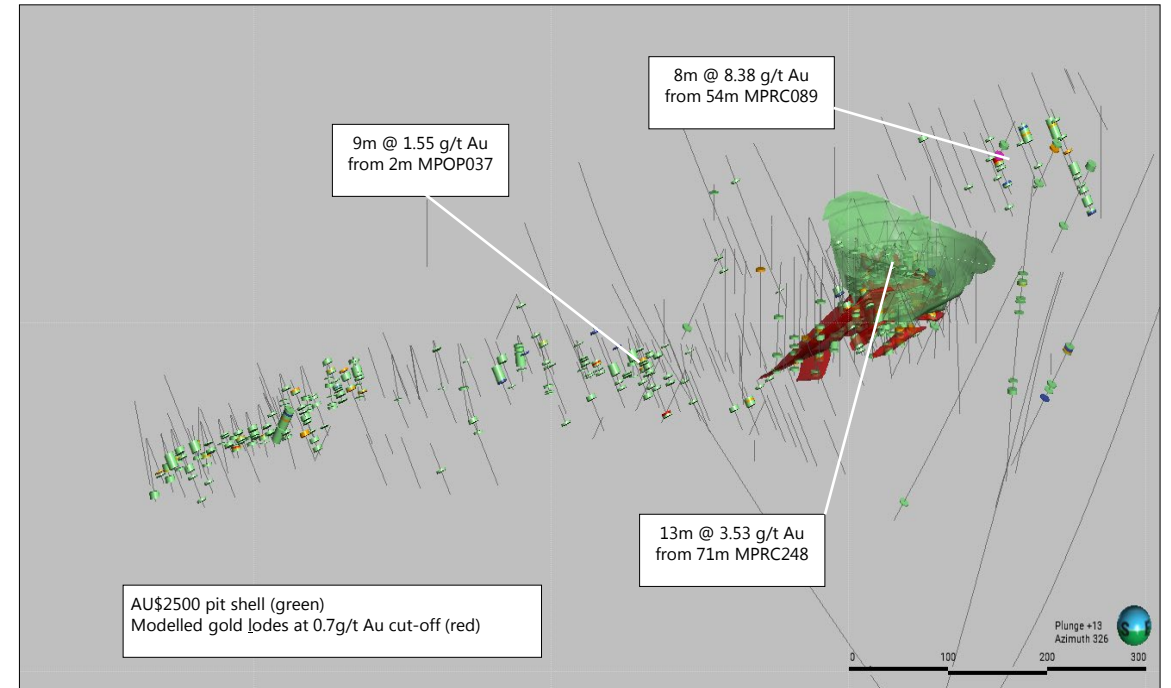 8m @ 8.38 g/t Au
from 54m MPRC089
9m @ 1.55 g/t Au
from 2m MPOP037
13m @ 3.53 g/t Au
from 71m MPRC248
AU$2500 pit shell (green)
Modelled gold lodes at 0.7g/t Au cut-off (red)
Plunge +13
Azimuth 326
0 100 200 300